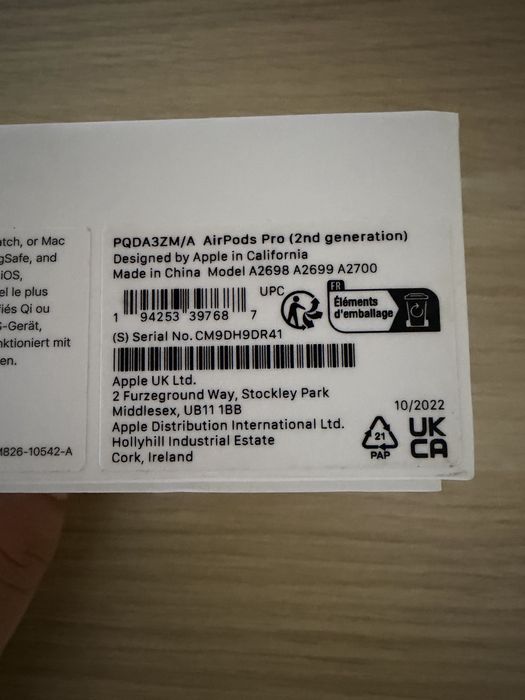 atch, or Mac
gSafe, and
iOS,
el le plus
fiés Qi ou
S-Gerät,
nktioniert mit
en.
M826-10542-A
PQDA3ZM/A AirPods Pro (2nd generation)
Designed by Apple in California
Made in China Model A2698 A2699 A2700
UPC
1 94253 39768 7
FR
Éléments
d'emballage
(S) Serial No. CM9DH9DR41
Apple UK Ltd.
2 Furzeground Way, Stockley Park
Middlesex, UB11 1BB
Apple Distribution International Ltd.
Hollyhill Industrial Estate
Cork, Ireland
10/2022
21
PAP
UK
CA